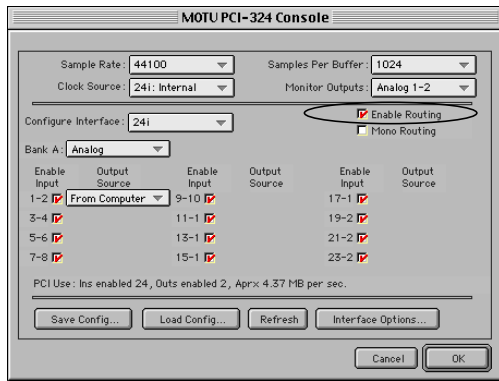 MOTU PCI-324 Console
Sample Rate: 44100 Samples Per Buffer: 1024
Clock Source: 24i: Internal Monitor Outputs: Analog 1-2
Enable Routing
Configure Interface: 24i
Mono Routing
Bank A: Analog
Enable Output Enable Output Enable Output
Input Source Input Source Input Source
1-2 From Computer 9-10 17-1
3-4 11-1 19-2
5-6 13-1 21-2
7-8 15-1 23-2
PCI Use: Ins enabled 24, Outs enabled 2, Aprx 4.37 MB per sec.
Save Config... Load Config... Refresh Interface Options...
Cancel OK